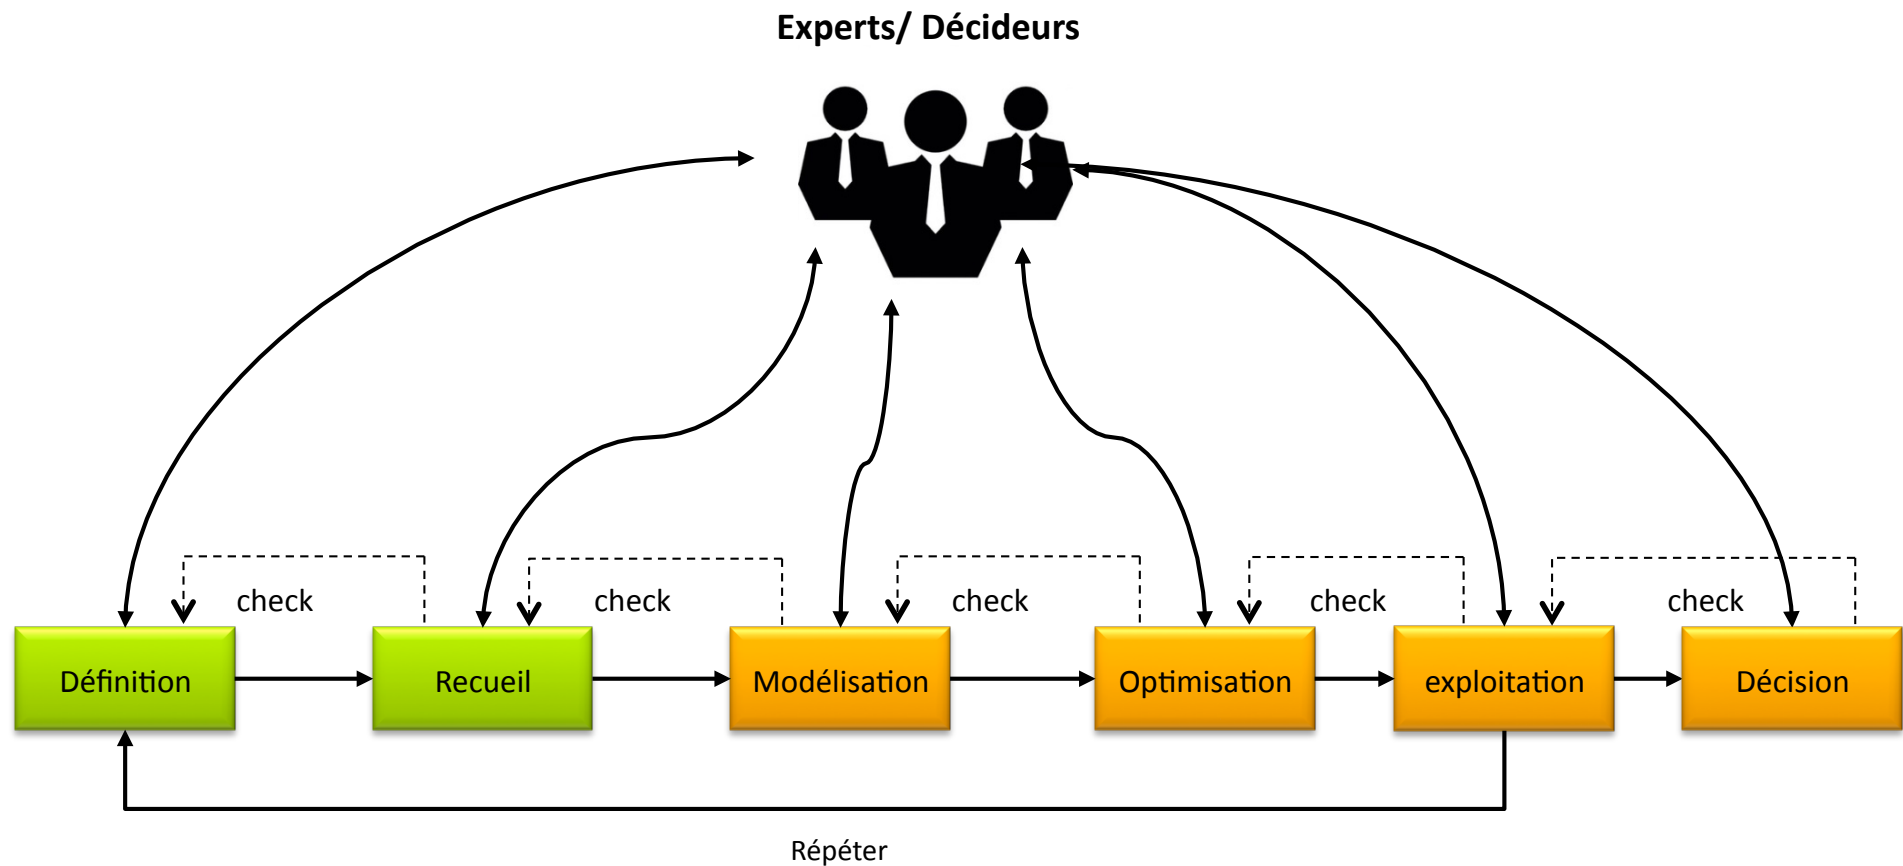 Experts/ Décideurs
check
check
check
check
check
Définition
Recueil
Modélisation
Optimisation
exploitation
Décision
Répéter